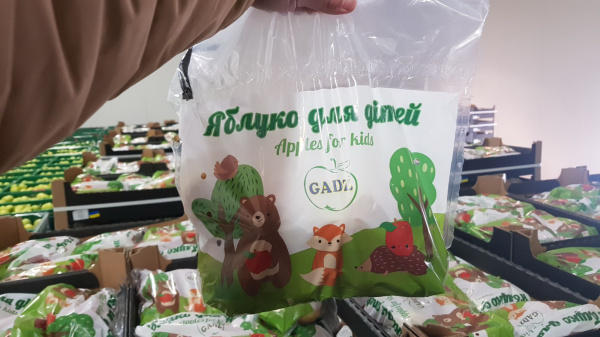 Яблуко для дітей
Apples for kids
GADZ